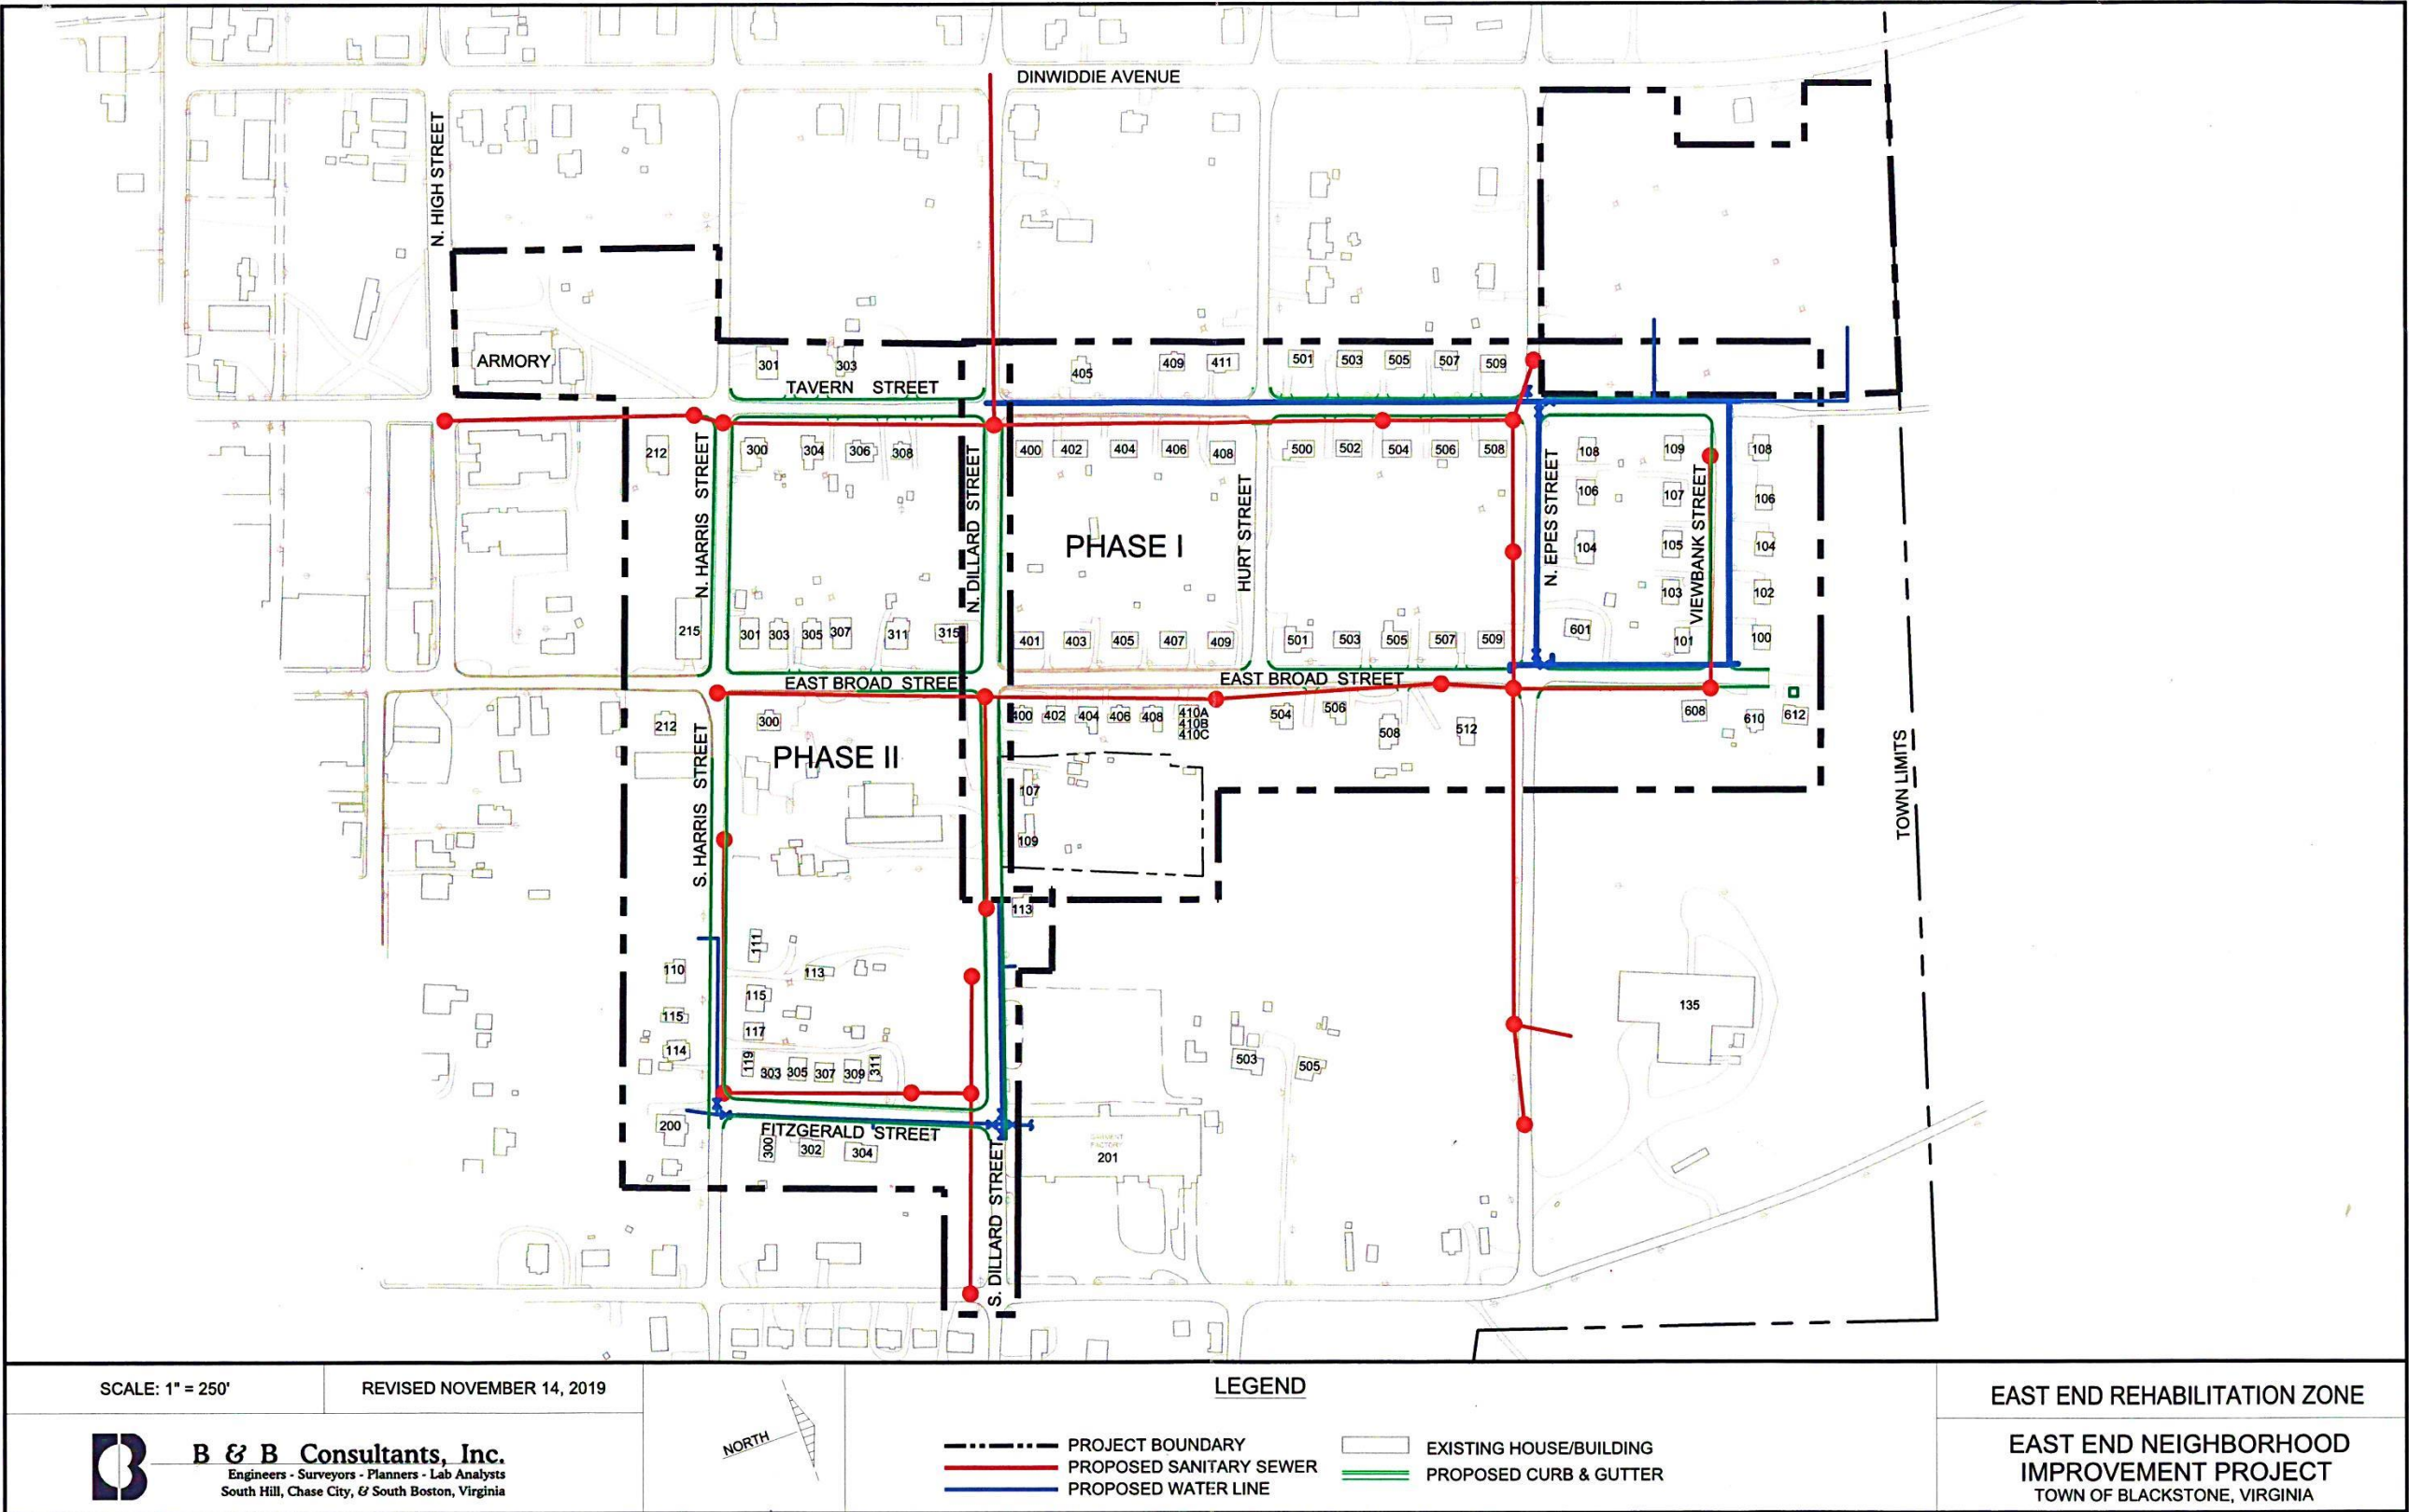 DINWIDDIE AVENUE
N. HIGH STREET
ARMORY
301
303
405
409
411
501
503
505
507
509
TAVERN STREET
212
N. HARRIS STREET
300
304
306
308
N. DILLARD STREET
400
402
404
406
408
HURT STREET
500
502
504
506
508
N. EPES STREET
108
106
104
601
109
107
105
103
101
VIEWBANK STREET
108
106
104
102
100
PHASE I
215
301
303
305
307
311
315
401
403
405
407
409
501
503
505
507
509
EAST BROAD STREET
EAST BROAD STREET
212
300
400
402
404
406
408
410A
410B
410C
504
506
508
512
608
610
612
S. HARRIS STREET
PHASE II
107
109
113
TOWN LIMITS
110
115
114
111
113
115
117
119
303
305
307
309
311
503
505
135
200
FITZGERALD STREET
300
302
304
S. DILLARD STREET
SARGENT
FACTORY
201
SCALE: 1" = 250'
REVISED NOVEMBER 14, 2019
B & B Consultants, Inc.
Engineers - Surveyors - Planners - Lab Analysts
South Hill, Chase City, & South Boston, Virginia
NORTH
LEGEND
PROJECT BOUNDARY
PROPOSED SANITARY SEWER
PROPOSED WATER LINE
EXISTING HOUSE/BUILDING
PROPOSED CURB & GUTTER
EAST END REHABILITATION ZONE
EAST END NEIGHBORHOOD
IMPROVEMENT PROJECT
TOWN OF BLACKSTONE, VIRGINIA